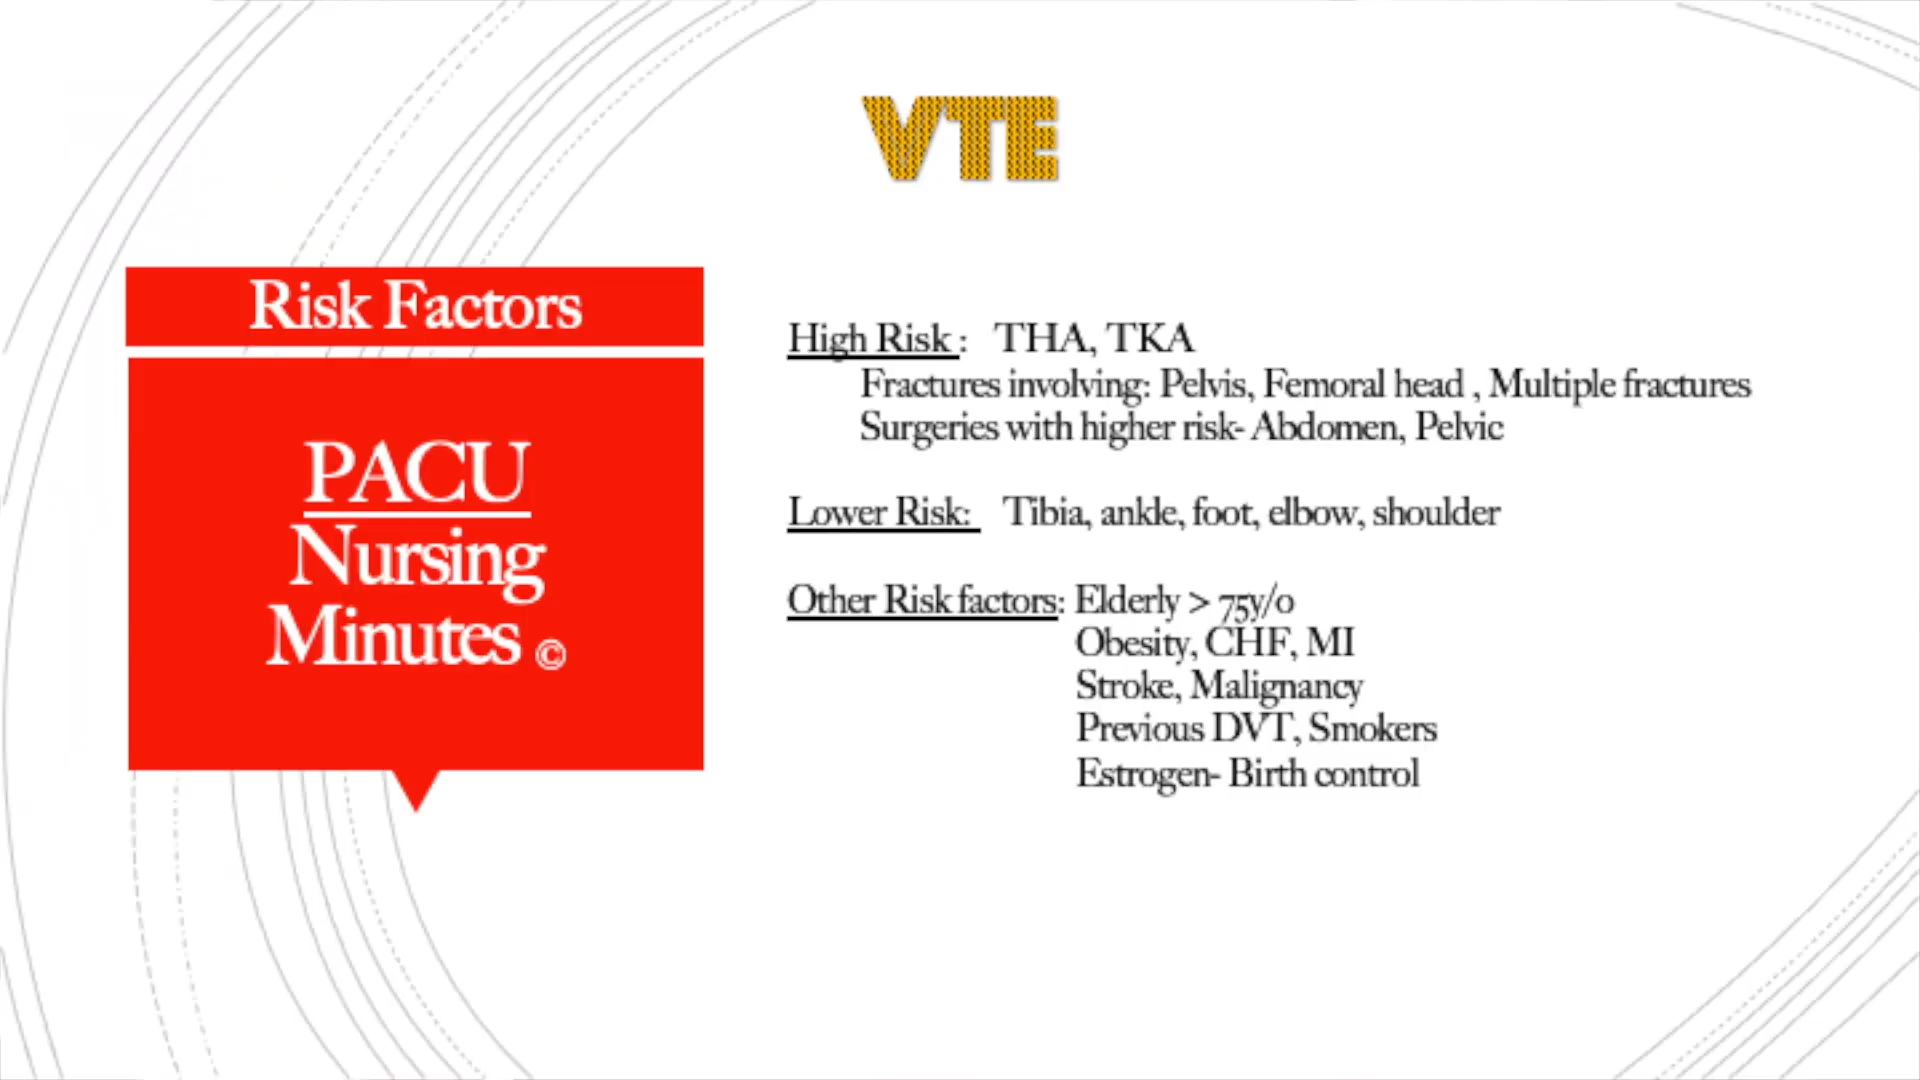 VTE
Risk Factors
PACU
Nursing
Minutes ©
High Risk : THA, TKA
Fractures involving: Pelvis, Femoral head , Multiple fractures
Surgeries with higher risk- Abdomen, Pelvic
Lower Risk: Tibia, ankle, foot, elbow, shoulder
Other Risk factors: Elderly > 75y/o
Obesity, CHF, MI
Stroke, Malignancy
Previous DVT, Smokers
Estrogen- Birth control